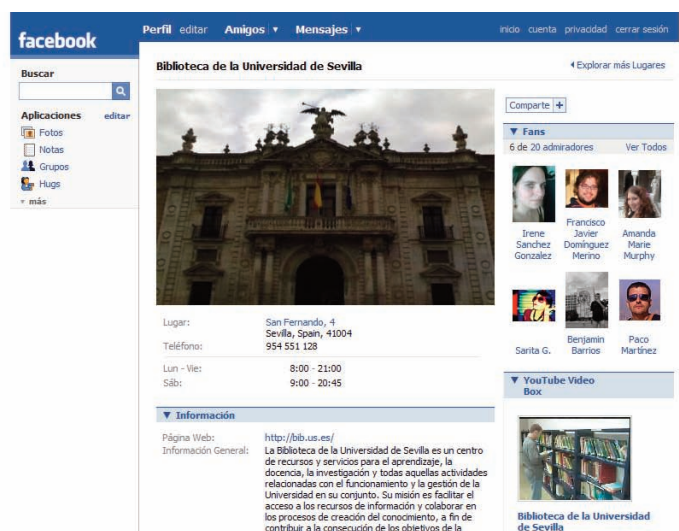 facebook
Perfil editar Amigos Mensajes
inicio cuenta privacidad cerrar sesión
Buscar
Aplicaciones editar
Fotos
Notas
Grupos
Hugs
más
Biblioteca de la Universidad de Sevilla
Explorar más Lugares
Lugar: San Fernando, 4
Sevilla, Spain, 41004
Teléfono: 954 551 128
Lun - Vie: 8:00 - 21:00
Sáb: 9:00 - 20:45
Información
Página Web: http://bib.us.es/
Información General: La Biblioteca de la Universidad de Sevilla es un centro
de recursos y servicios para el aprendizaje, la
docencia, la investigación y todas aquellas actividades
relacionadas con el funcionamiento y la gestión de la
Universidad en su conjunto. Su misión es facilitar el
acceso a los recursos de información y colaborar en
los procesos de creación del conocimiento, a fin de
contribuir a la consecución de los objetivos de la
Comparte +
Fans
6 de 20 admiradores Ver Todos
Irene
Sanchez
Gonzalez
Francisco
Javier
Domínguez
Merino
Amanda
Marie
Murphy
Sarita G.
Benjamin
Barrios
Paco
Martínez
YouTube Video
Box
Biblioteca de la Universidad
de Sevilla